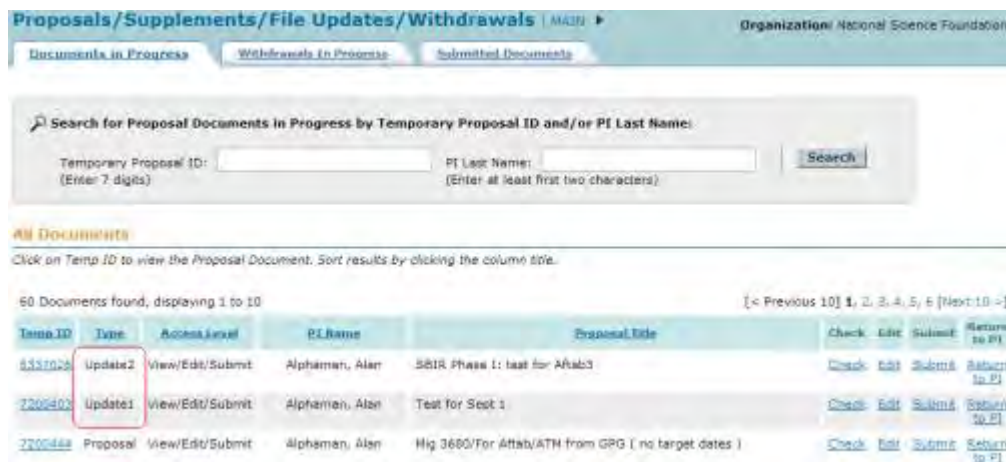 Proposals/Supplements/File Updates/Withdrawals | MAIN
Organization: National Science Foundation
Documents in Progress Withdrawals In Progress Submitted Documents
Search for Proposal Documents in Progress by Temporary Proposal ID and/or PI Last Name:
Temporary Proposal ID: PI Last Name: Search
(Enter 7 digits) (Enter at least first two characters)
All Documents
Click on Temp ID to view the Proposal Document. Sort results by clicking the column title.
60 Documents found, displaying 1 to 10 [< Previous 10] 1, 2, 3, 4, 5, 6 [Next 10 >]
Temp ID Type Access Level PI Name Proposal Title Check Edit Submit Return to PI
Update2 View/Edit/Submit Alphaman, Alan SBIR Phase 1: test for Aftab3 Check Edit Submit Return to PI
7200403 Update1 View/Edit/Submit Alphaman, Alan Test for Sept 1 Check Edit Submit Return to PI
7200444 Proposal View/Edit/Submit Alphaman, Alan Mig 3680/For Aftab/ATM from GPG ( no target dates ) Check Edit Submit Return to PI